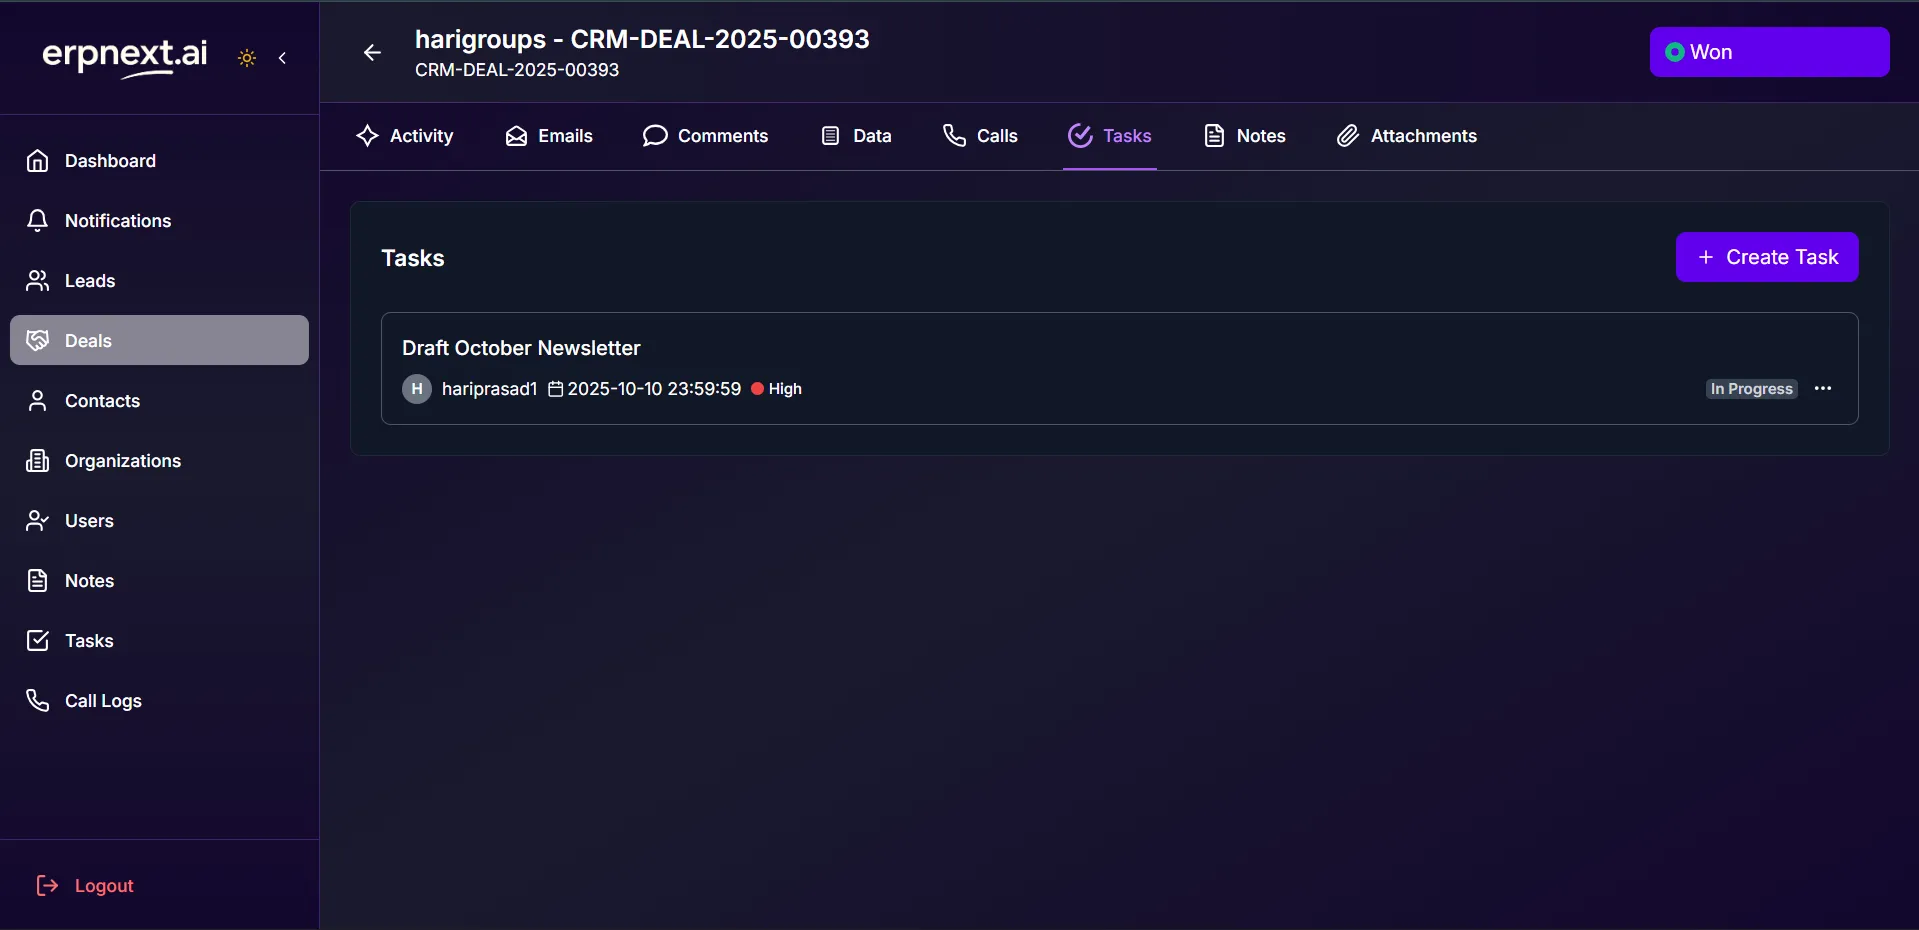 erpnext.ai
Dashboard
Notifications
Leads
Deals
Contacts
Organizations
Users
Notes
Tasks
Call Logs
Logout
harigroups - CRM-DEAL-2025-00393
CRM-DEAL-2025-00393
Won
Activity Emails Comments Data Calls Tasks Notes Attachments
Tasks
+ Create Task
Draft October Newsletter
H hariprasad1 2025-10-10 23:59:59 High In Progress